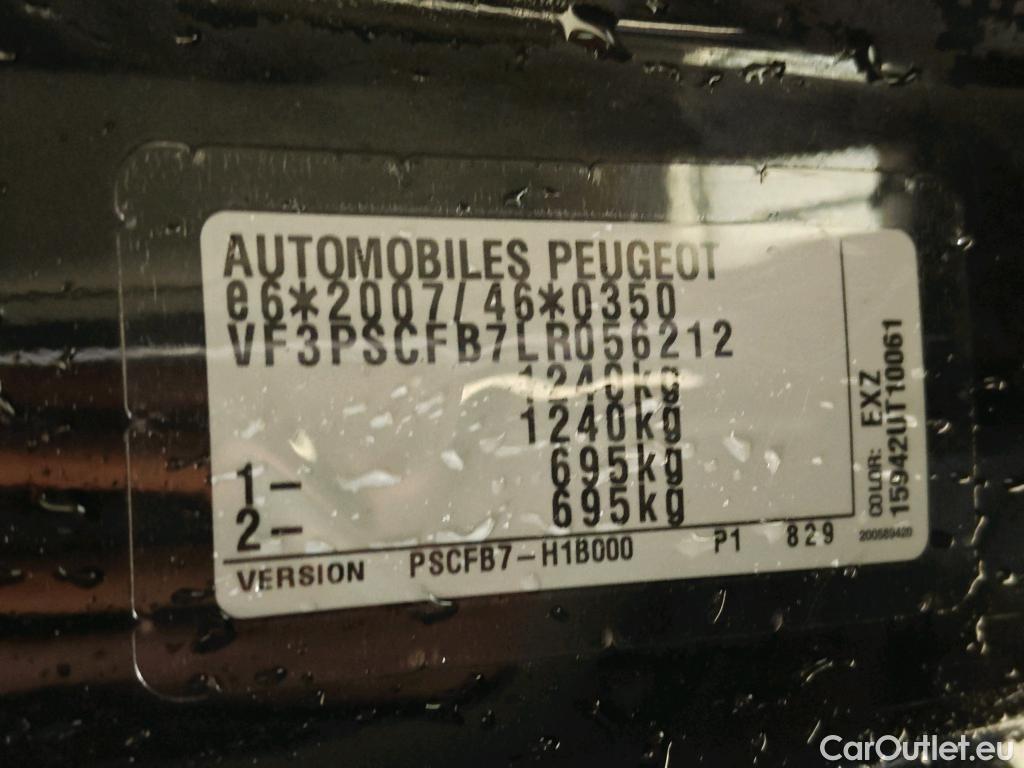 AUTOMOBILES PEUGEOT
e6*2007/46*0350
VF3PSCFB7LR056212
1240kg
1240kg
1- 695kg
2- 695kg
VERSION PSCFB7-H1B000 P1 829
COLOR: EXZ
15942UT10061
200589420
CarOutlet.eu